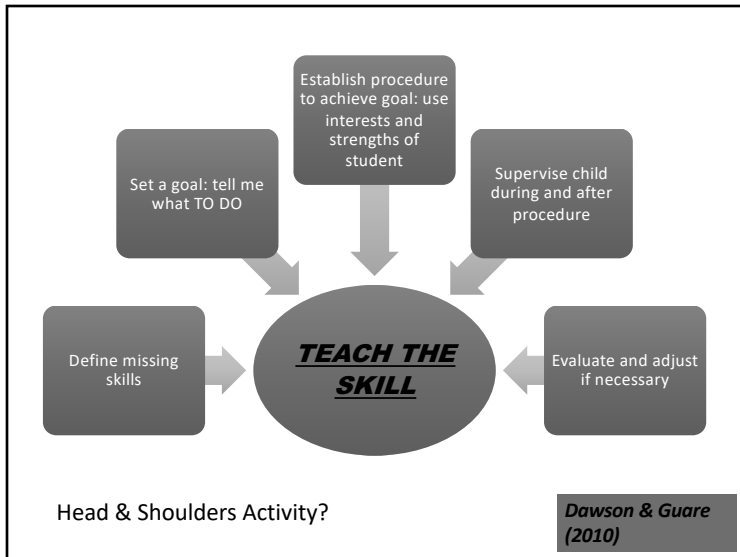 Establish procedure
to achieve goal: use
interests and
strengths of
student
Set a goal: tell me
what TO DO
Supervise child
during and after
procedure
Define missing
skills
TEACH THE
SKILL
Evaluate and adjust
if necessary
Head & Shoulders Activity?
Dawson & Guare
(2010)